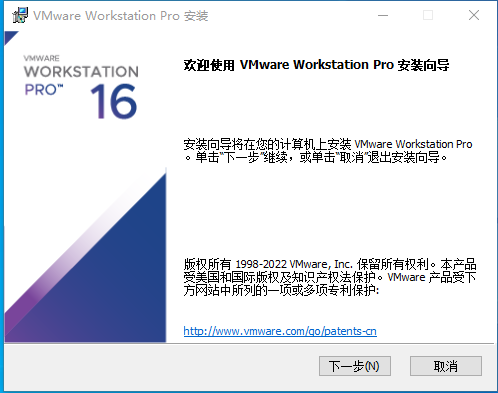 VMware Workstation Pro 安装
VMWARE
WORKSTATION
PRO™ 16
欢迎使用 VMware Workstation Pro 安装向导
安装向导将在您的计算机上安装 VMware Workstation Pro
。单击“下一步”继续，或单击“取消”退出安装向导。
版权所有 1998-2022 VMware, Inc. 保留所有权利。本产品
受美国和国际版权及知识产权法保护。VMware 产品受下
方网站中所列的一项或多项专利保护:
http://www.vmware.com/go/patents-cn
下一步(N)
取消